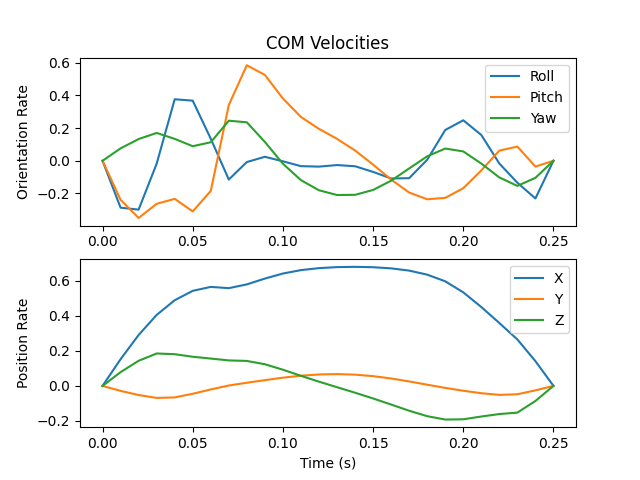 COM Velocities
Orientation Rate
0.6
0.4
0.2
0.0
−0.2
Roll
Pitch
Yaw
0.00 0.05 0.10 0.15 0.20 0.25
Position Rate
0.6
0.4
0.2
0.0
−0.2
X
Y
Z
0.00 0.05 0.10 0.15 0.20 0.25
Time (s)